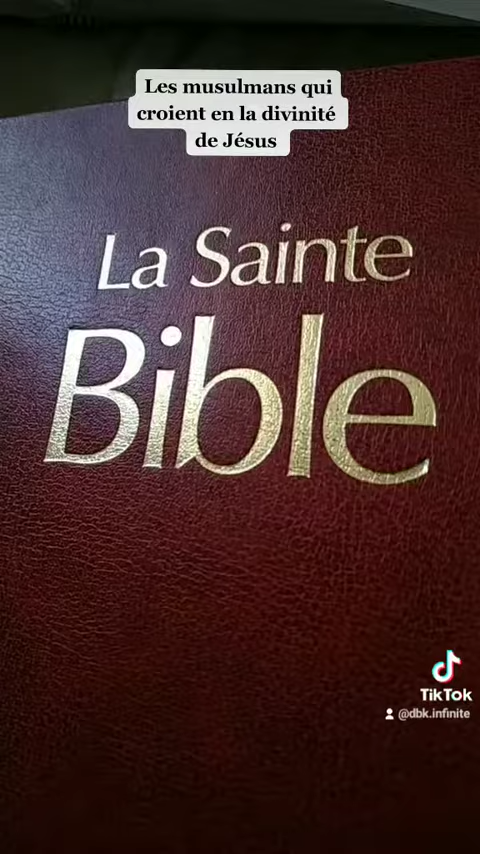 Les musulmans qui
croient en la divinité
de Jésus
La Sainte
Bible
TikTok
@dbk.infinite